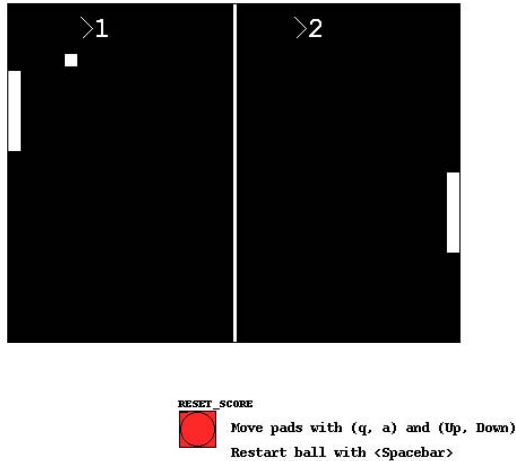 >1
>2
RESET_SCORE
Move pads with (q, a) and (Up, Down)
Restart ball with <Spacebar>